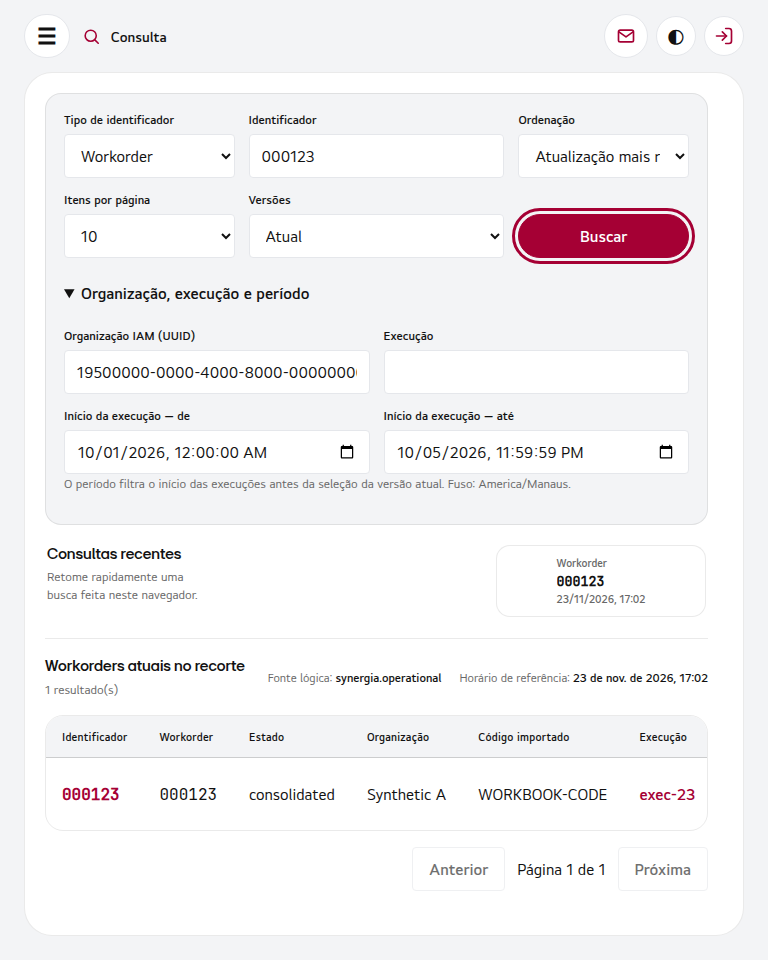 Consulta
Tipo de identificador Identificador Ordenação
Workorder 000123 Atualização mais r
Itens por página Versões
10 Atual Buscar
Organização, execução e período
Organização IAM (UUID) Execução
19500000-0000-4000-8000-00000000
Início da execução — de Início da execução — até
10/01/2026, 12:00:00 AM 10/05/2026, 11:59:59 PM
O período filtra o início das execuções antes da seleção da versão atual. Fuso: America/Manaus.
Consultas recentes
Retome rapidamente uma
busca feita neste navegador.
Workorder
000123
23/11/2026, 17:02
Workorders atuais no recorte
1 resultado(s)
Fonte lógica: synergia.operational Horário de referência: 23 de nov. de 2026, 17:02
Identificador Workorder Estado Organização Código importado Execução
000123 000123 consolidated Synthetic A WORKBOOK-CODE exec-23
Anterior Página 1 de 1 Próxima